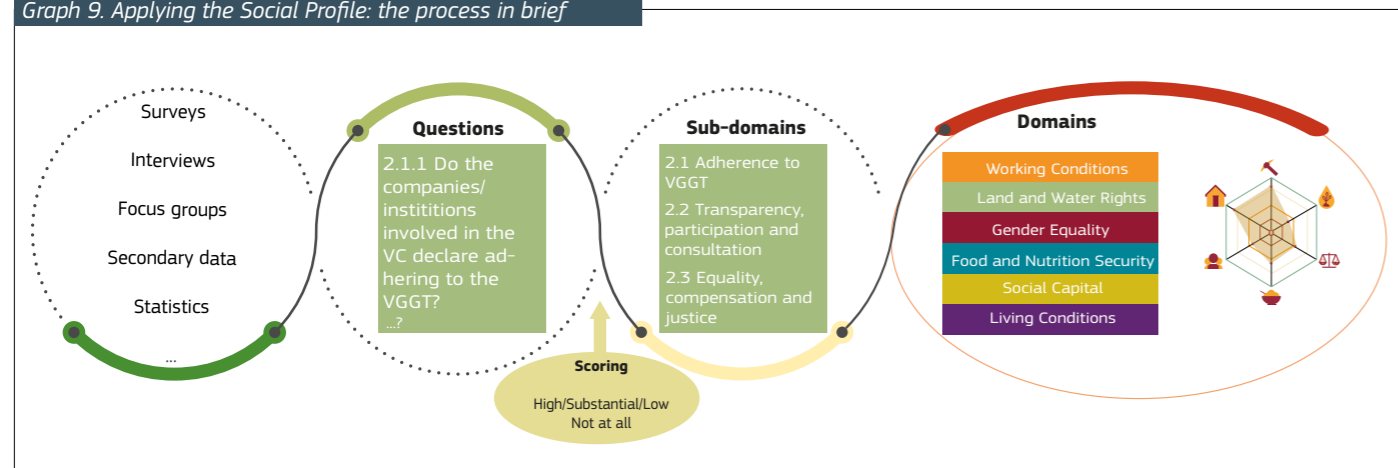 Graph 9. Applying the Social Profile: the process in brief
Surveys
Interviews
Focus groups
Secondary data
Statistics
...
Questions
2.1.1 Do the
companies/
instititions
involved in the
VC declare ad-
hering to the
VGGT?
...?
Scoring
High/Substantial/Low
Not at all
Sub-domains
2.1 Adherence to
VGGT
2.2 Transparency,
participation and
consultation
2.3 Equality,
compensation and
justice
Domains
Working Conditions
Land and Water Rights
Gender Equality
Food and Nutrition Security
Social Capital
Living Conditions